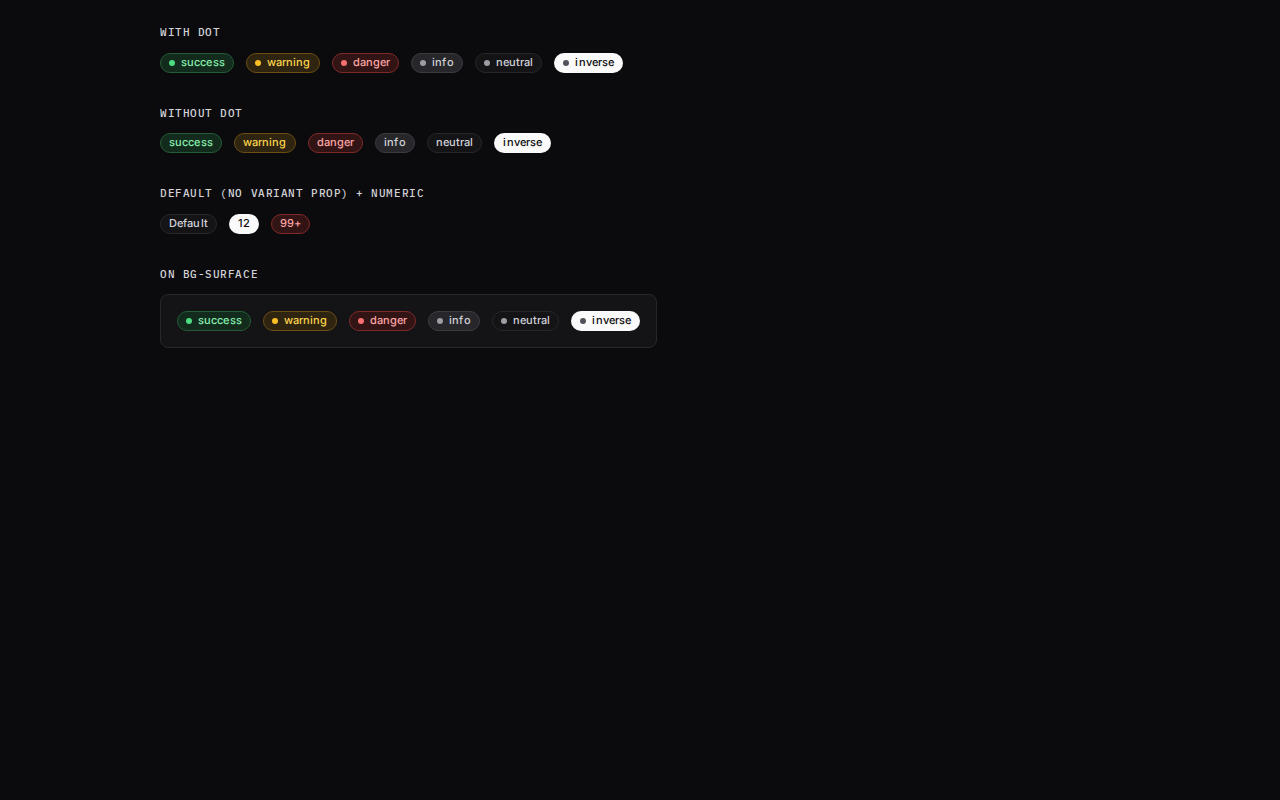 WITH DOT
success warning danger info neutral inverse
WITHOUT DOT
success warning danger info neutral inverse
DEFAULT (NO VARIANT PROP) + NUMERIC
Default 12 99+
ON BG-SURFACE
success warning danger info neutral inverse